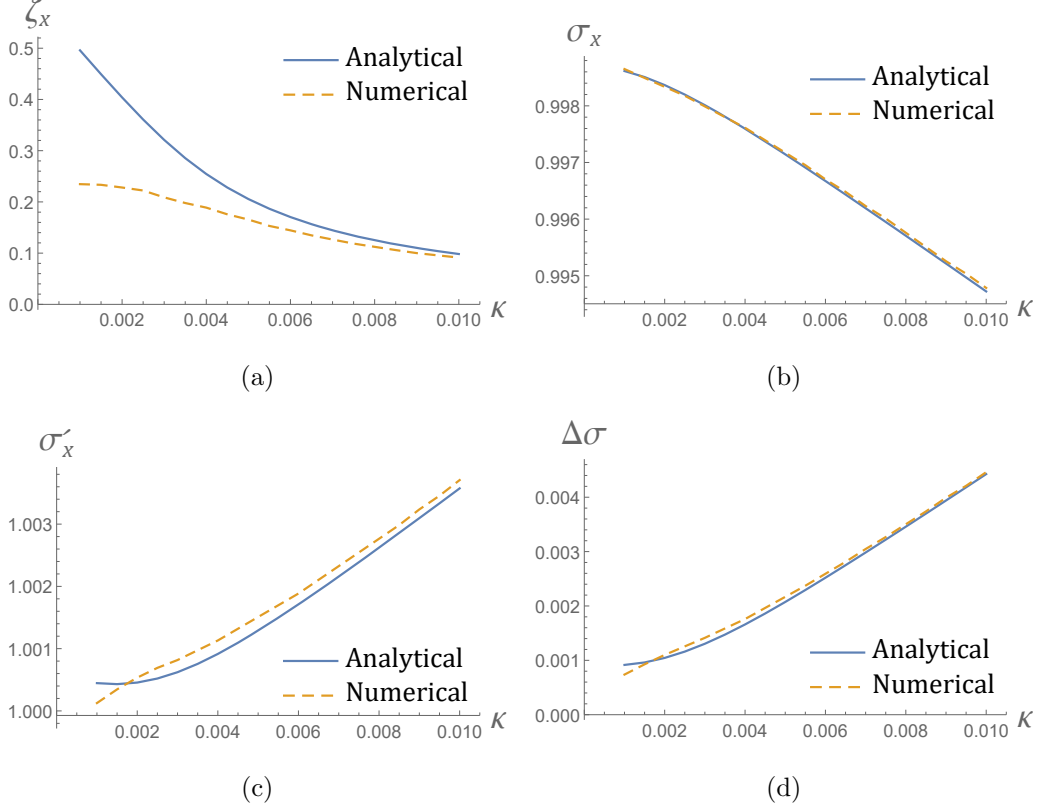 ζx
0.5
0.4
0.3
0.2
0.1
0.0
0.002 0.004 0.006 0.008 0.010 κ
Analytical
Numerical
(a)
σx
0.998
0.997
0.996
0.995
0.002 0.004 0.006 0.008 0.010 κ
Analytical
Numerical
(b)
σ′x
1.003
1.002
1.001
1.000
0.002 0.004 0.006 0.008 0.010 κ
Analytical
Numerical
(c)
Δσ
0.004
0.003
0.002
0.001
0.000
0.002 0.004 0.006 0.008 0.010 κ
Analytical
Numerical
(d)